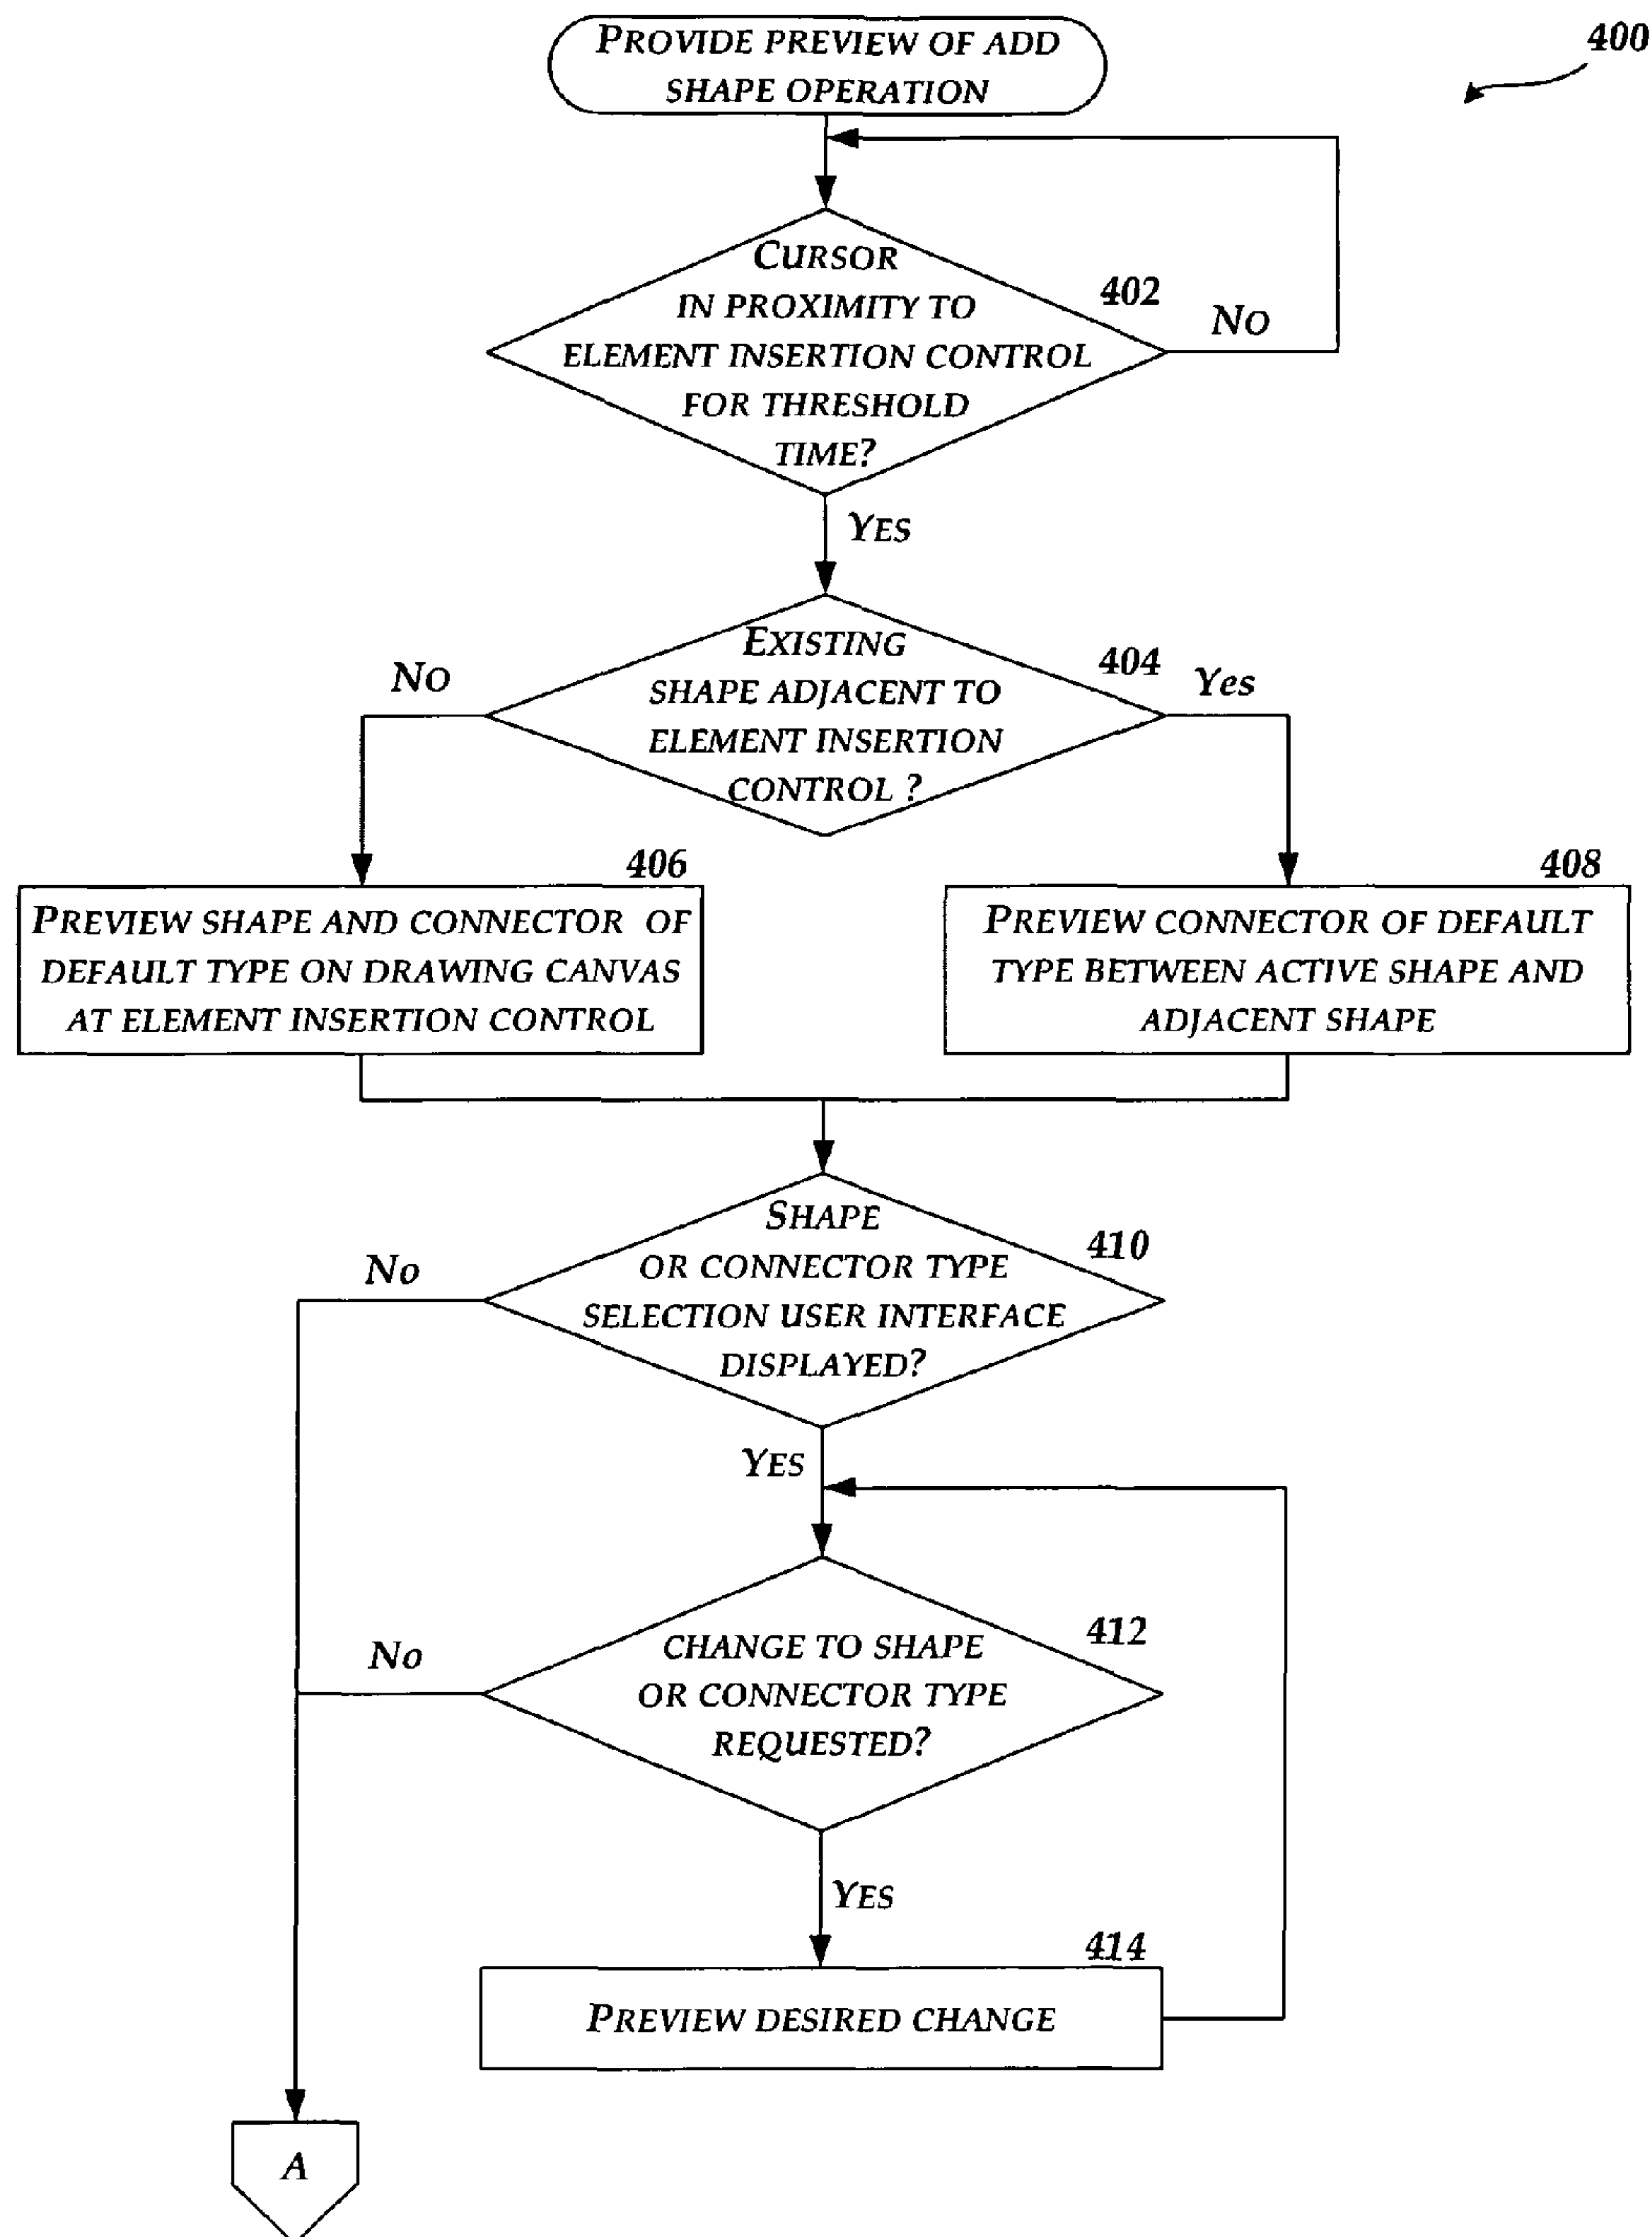 PROVIDE PREVIEW OF ADD
SHAPE OPERATION
400
CURSOR
IN PROXIMITY TO
ELEMENT INSERTION CONTROL
FOR THRESHOLD
TIME?
402
NO
YES
EXISTING
SHAPE ADJACENT TO
ELEMENT INSERTION
CONTROL ?
404
NO
Yes
406
PREVIEW SHAPE AND CONNECTOR OF
DEFAULT TYPE ON DRAWING CANVAS
AT ELEMENT INSERTION CONTROL
408
PREVIEW CONNECTOR OF DEFAULT
TYPE BETWEEN ACTIVE SHAPE AND
ADJACENT SHAPE
SHAPE
OR CONNECTOR TYPE
SELECTION USER INTERFACE
DISPLAYED?
410
No
YES
CHANGE TO SHAPE
OR CONNECTOR TYPE
REQUESTED?
412
No
YES
414
PREVIEW DESIRED CHANGE
A